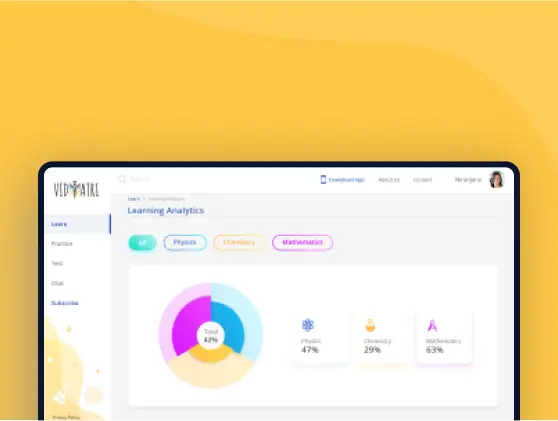 VIDYATRI
Search
Download App
About Us
Contact
Niranjana
Learn
Learn > Learning Analytics
Learning Analytics
Practice
Test
Chat
Subscribe
All
Physics
Chemistry
Mathematics
Total
42%
Physics
47%
Chemistry
29%
Mathematics
63%
Privacy Policy